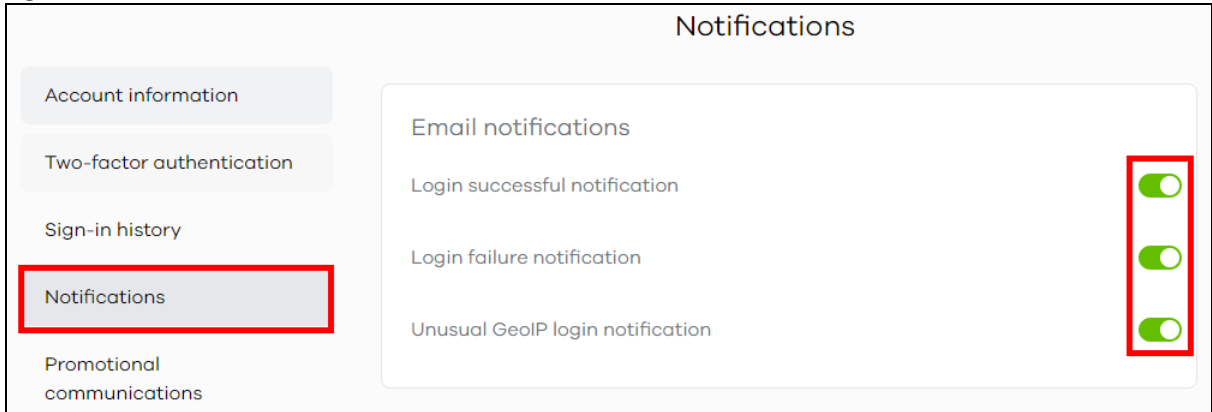 Notifications
Account information
Two-factor authentication
Sign-in history
Notifications
Promotional
communications
Email notifications
Login successful notification
Login failure notification
Unusual GeoIP login notification